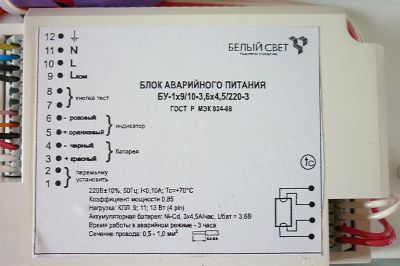 12 ⏚
11 N
10 L
9 Lком
8
7 кнопка тест
6 - розовый
5 + оранжевый индикатор
4 - черный
3 + красный батарея
2 перемычку
1 установить
БЕЛЫЙ СВЕТ
БЛОК АВАРИЙНОГО ПИТАНИЯ
БУ-1х9/10-3,6х4,5/220-3
ГОСТ Р МЭК 924-98
tc
220В±10%, 50Гц; I<0,10А; Tc=+70°C
Коэффициент мощности 0,85
Нагрузка: КЛЛ 9; 11; 13 Вт (4 pin)
Аккумуляторная батарея: Ni-Cd, 3х4,5А/час, Uбат = 3,6В
Время работы в аварийном режиме - 3 часа
Сечение провода: 0,5 - 1,0 мм²